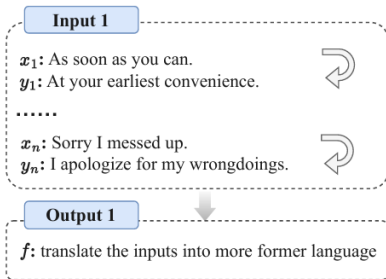 Input 1
x₁: As soon as you can.
y₁: At your earliest convenience.
......
xₙ: Sorry I messed up.
yₙ: I apologize for my wrongdoings.
Output 1
f: translate the inputs into more former language